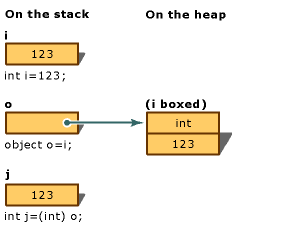 On the stack
On the heap
i
123
int i=123;
o
(i boxed)
int
object o=i;
123
j
123
int j=(int) o;